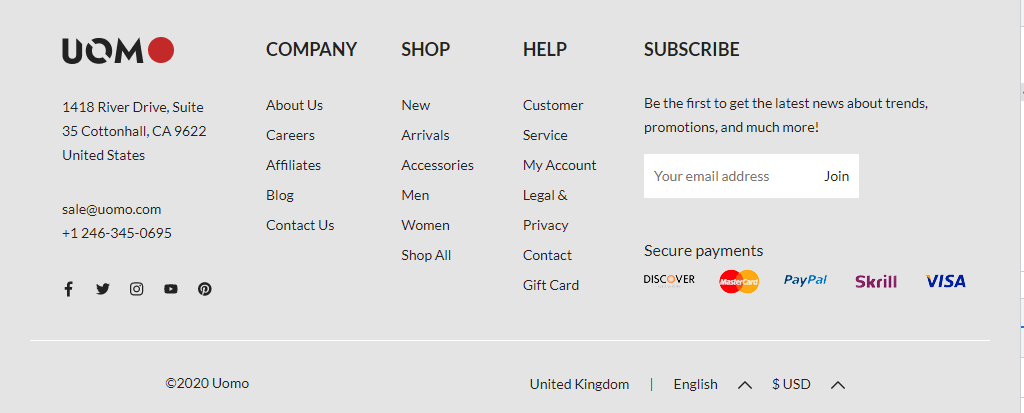 UOMO
1418 River Drive, Suite
35 Cottonhall, CA 9622
United States
sale@uomo.com
+1 246-345-0695
COMPANY
About Us
Careers
Affiliates
Blog
Contact Us
SHOP
New
Arrivals
Accessories
Men
Women
Shop All
HELP
Customer
Service
My Account
Legal &
Privacy
Contact
Gift Card
SUBSCRIBE
Be the first to get the latest news about trends,
promotions, and much more!
Your email address Join
Secure payments
DISCOVER MasterCard PayPal Skrill VISA
©2020 Uomo
United Kingdom | English $ USD